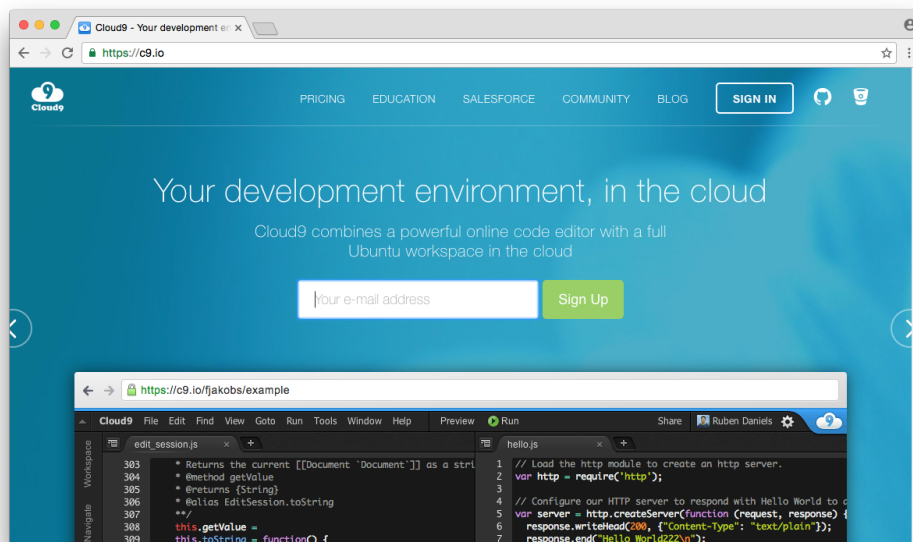 Cloud9 - Your development en
https://c9.io
9
Cloud9
PRICING EDUCATION SALESFORCE COMMUNITY BLOG SIGN IN
Your development environment, in the cloud
Cloud9 combines a powerful online code editor with a full
Ubuntu workspace in the cloud
Your e-mail address Sign Up
https://c9.io/fjakobs/example
Cloud9 File Edit Find View Goto Run Tools Window Help Preview Run Share Ruben Daniels 9
Workspace
Navigate
edit_session.js
303 * Returns the current [[Document `Document`]] as a stri
304 * @method getValue
305 * @returns {String}
306 * @alias EditSession.toString
307 **/
308 this.getValue =
309 this.toString = function() {
hello.js
1 // Load the http module to create an http server.
2 var http = require('http');
3
4 // Configure our HTTP server to respond with Hello World to
5 var server = http.createServer(function (request, response) {
6 response.writeHead(200, {"Content-Type": "text/plain"});
7 response.end("Hello World222\n");